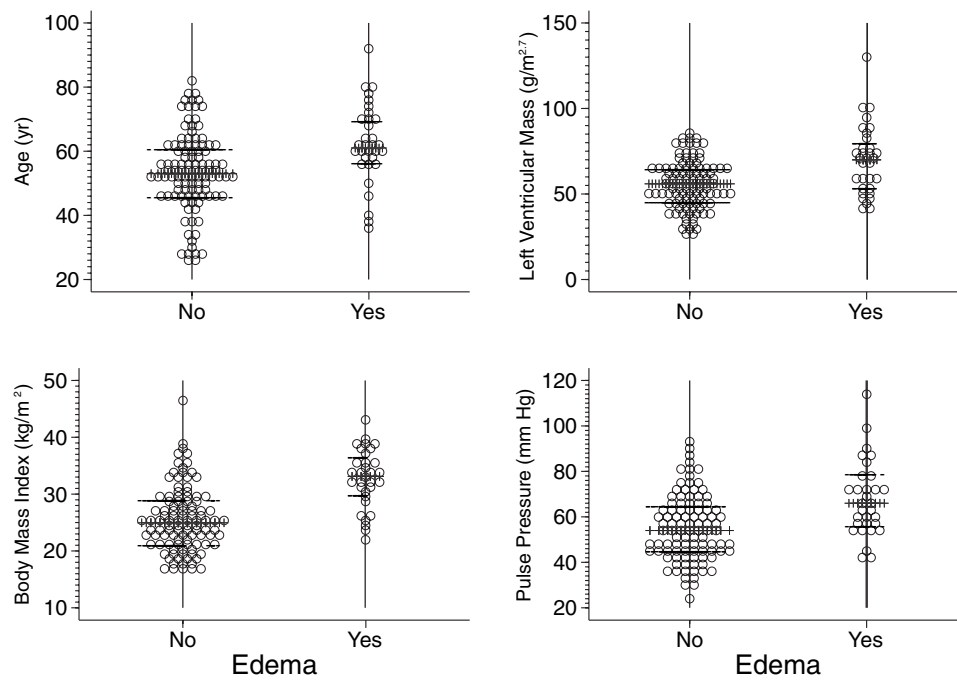 Age (yr)
100
80
60
40
20
No
Yes
Left Ventricular Mass (g/m^2.7)
150
100
50
0
No
Yes
Body Mass Index (kg/m^2)
50
40
30
20
10
No
Yes
Edema
Pulse Pressure (mm Hg)
120
100
80
60
40
20
No
Yes
Edema